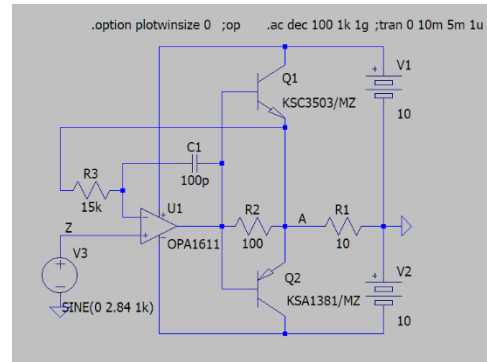 .option plotwinsize 0 ;op .ac dec 100 1k 1g ;tran 0 10m 5m 1u
V1
Q1
KSC3503/MZ
10
C1
R3
100p
U1
15k
R2
A
R1
Z
OPA1611
100
10
V3
Q2
V2
KSA1381/MZ
SINE(0 2.84 1k)
10